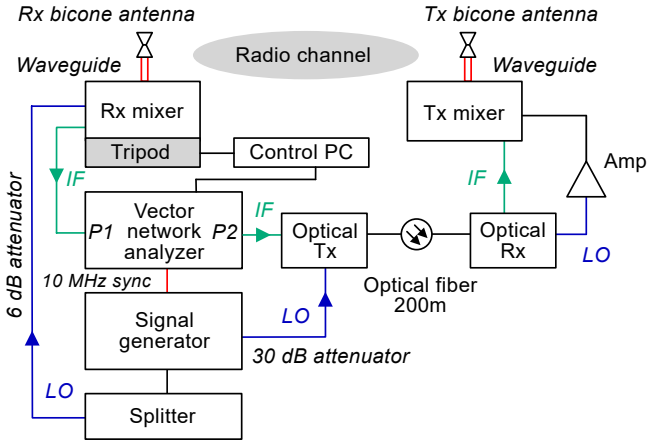 Rx bicone antenna
Tx bicone antenna
Waveguide
Radio channel
Waveguide
Rx mixer
Tx mixer
Tripod
Control PC
Amp
IF
IF
6 dB attenuator
P1
Vector
network
analyzer
P2
IF
Optical
Tx
Optical
Rx
LO
10 MHz sync
Optical fiber
200m
Signal
generator
LO
30 dB attenuator
LO
Splitter